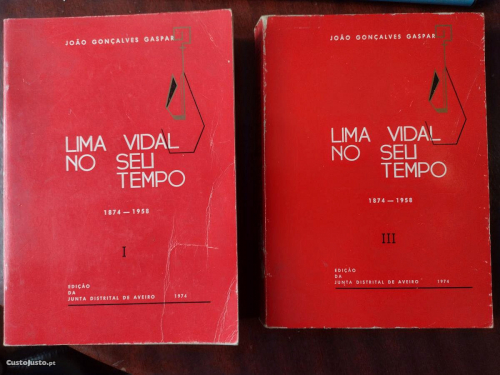 JOÃO GONÇALVES GASPAR
LIMA VIDAL
NO SEU
TEMPO
1874 — 1958
I
EDIÇÃO
DA
JUNTA DISTRITAL DE AVEIRO 1974
JOÃO GONÇALVES GASPAR
LIMA VIDAL
NO SEU
TEMPO
1874 — 1958
III
EDIÇÃO
DA
JUNTA DISTRITAL DE AVEIRO 1974
CustoJusto.pt